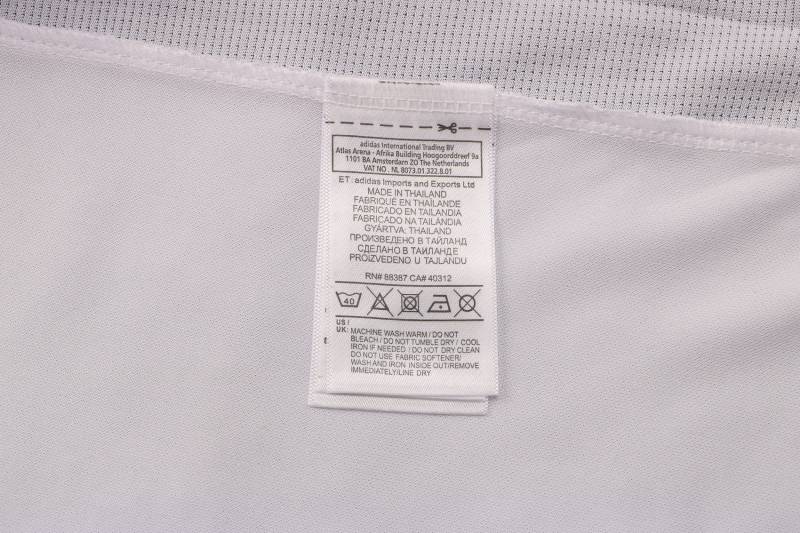 adidas International Trading BV
Atlas Arena - Afrika Building Hoogoorddreef 9a
1101 BA Amsterdam ZO The Netherlands
VAT NO . NL 8073.01.322.B.01
ET: adidas Imports and Exports Ltd
MADE IN THAILAND
FABRIQUÉ EN THAÏLANDE
FABRICADO EN TAILANDIA
FABRICADO NA TAILÂNDIA
GYÁRTVA: THAILAND
ПРОИЗВЕДЕНО В ТАЙЛАНД
СДЕЛАНО В ТАИЛАНДЕ
PROIZVEDENO U TAJLANDU
RN# 88387 CA# 40312
40
US /
UK: MACHINE WASH WARM / DO NOT
BLEACH / DO NOT TUMBLE DRY / COOL
IRON IF NEEDED / DO NOT DRY CLEAN
DO NOT USE FABRIC SOFTENER/
WASH AND IRON INSIDE OUT/REMOVE
IMMEDIATELY/LINE DRY